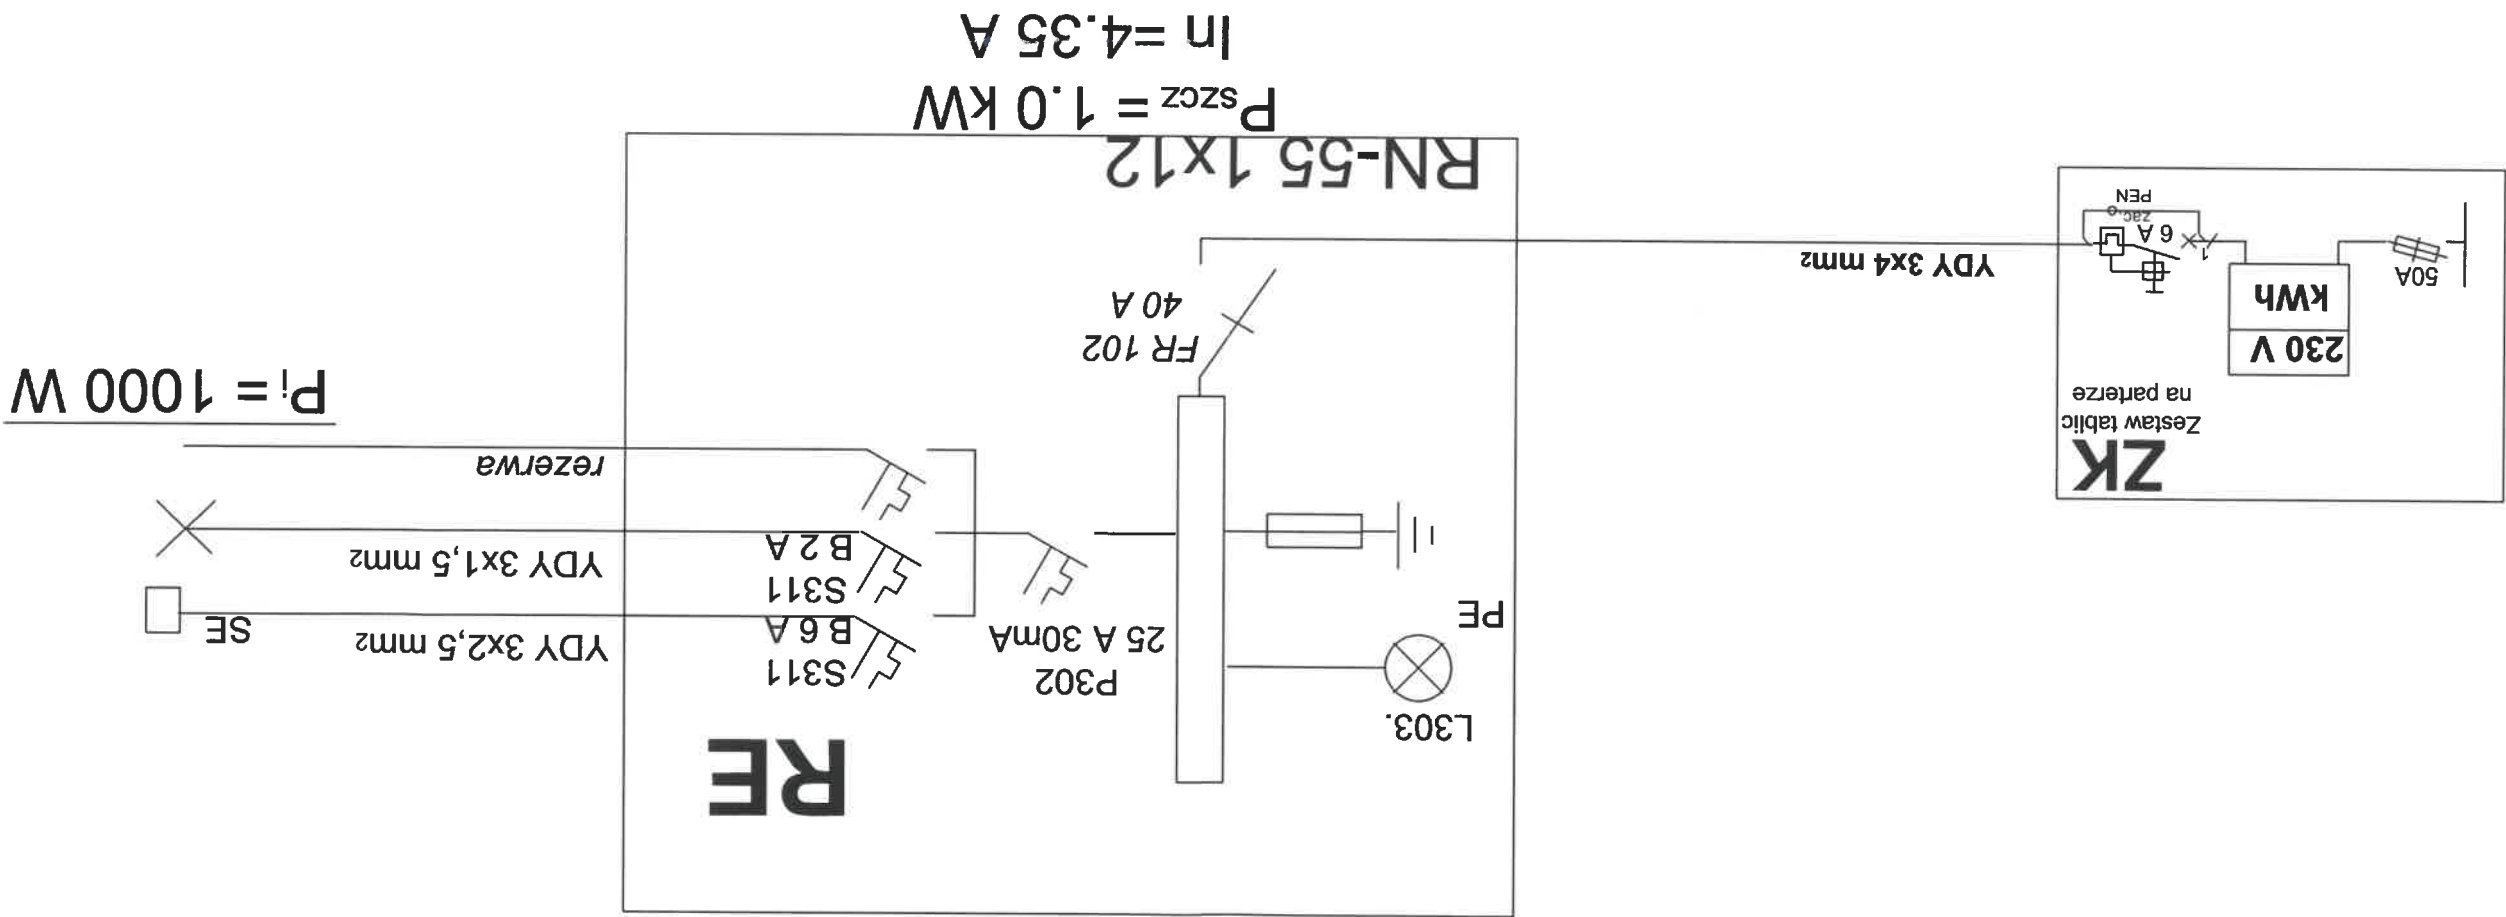 ZK
Zestaw tablic
na parterze
230 V
kWh
50A
1
6 A
zac.o
PEN
YDY 3x4 mm2
RE
L303.
PE
P302
25 A 30mA
FR 102
40 A
S311
B 6 A
S311
B 2 A
YDY 3x2,5 mm2
SE
YDY 3x1,5 mm2
rezerwa
Pi = 1000 W
RN-55 1x12
Pszcz = 1.0 kW
In =4.35 A